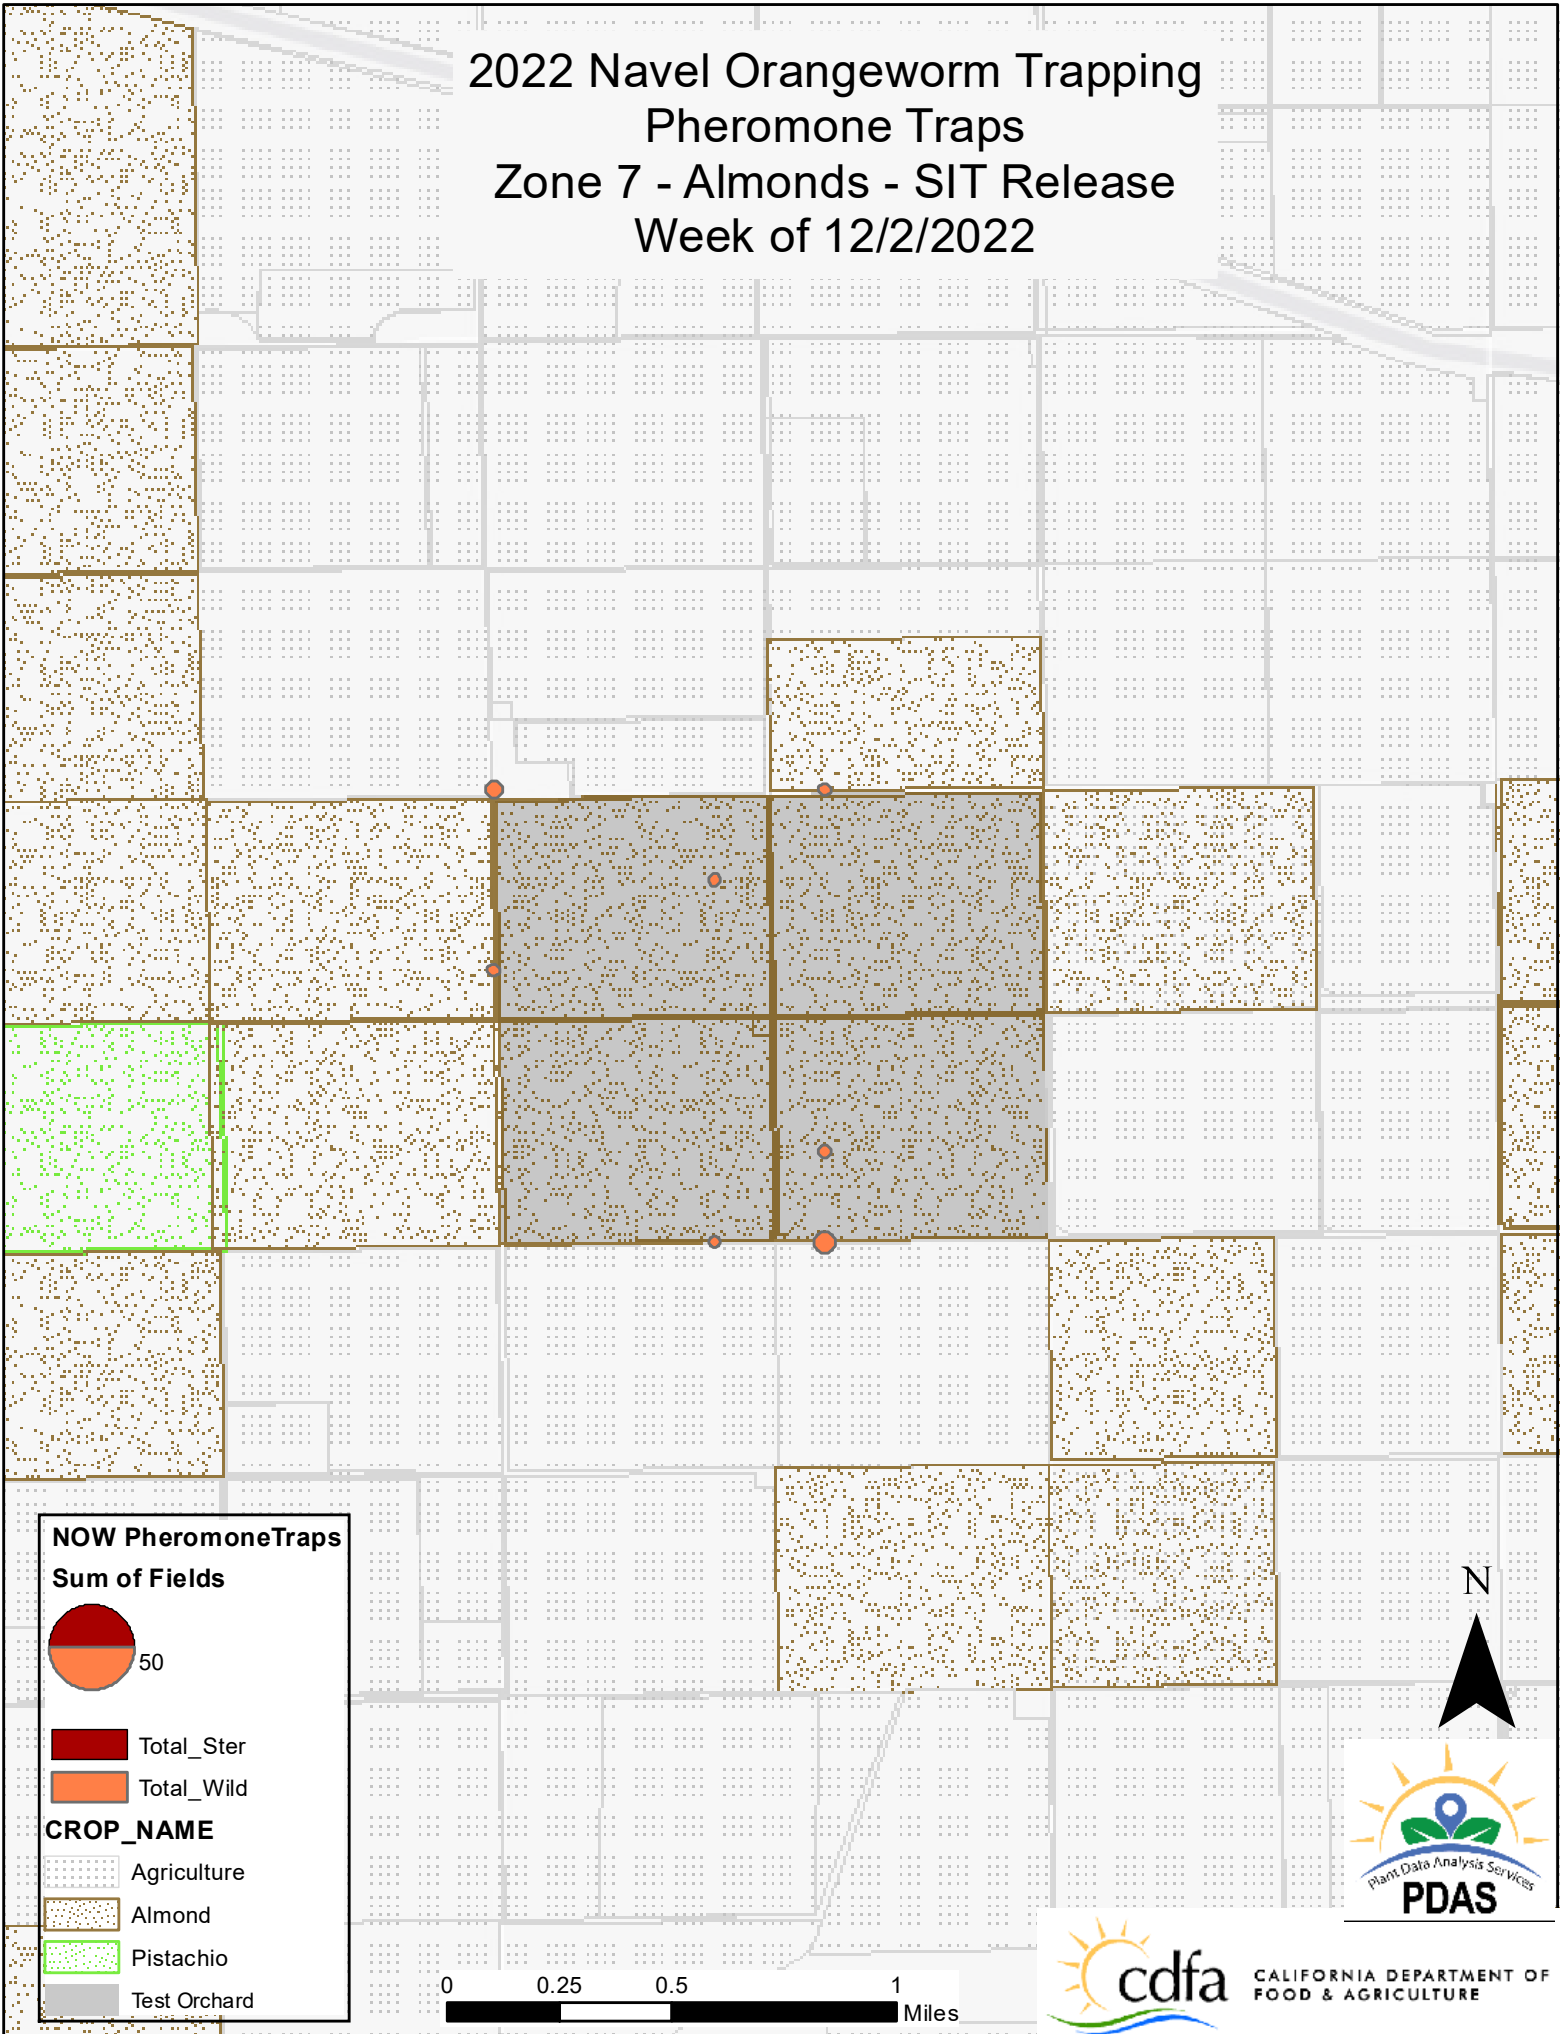 2022 Navel Orangeworm Trapping
Pheromone Traps
Zone 7 - Almonds - SIT Release
Week of 12/2/2022
NOW PheromoneTraps
Sum of Fields
50
Total_Ster
Total_Wild
CROP_NAME
Agriculture
Almond
Pistachio
Test Orchard
0 0.25 0.5 1
Miles
N
Plant Data Analysis Services
PDAS
cdfa
CALIFORNIA DEPARTMENT OF
FOOD & AGRICULTURE